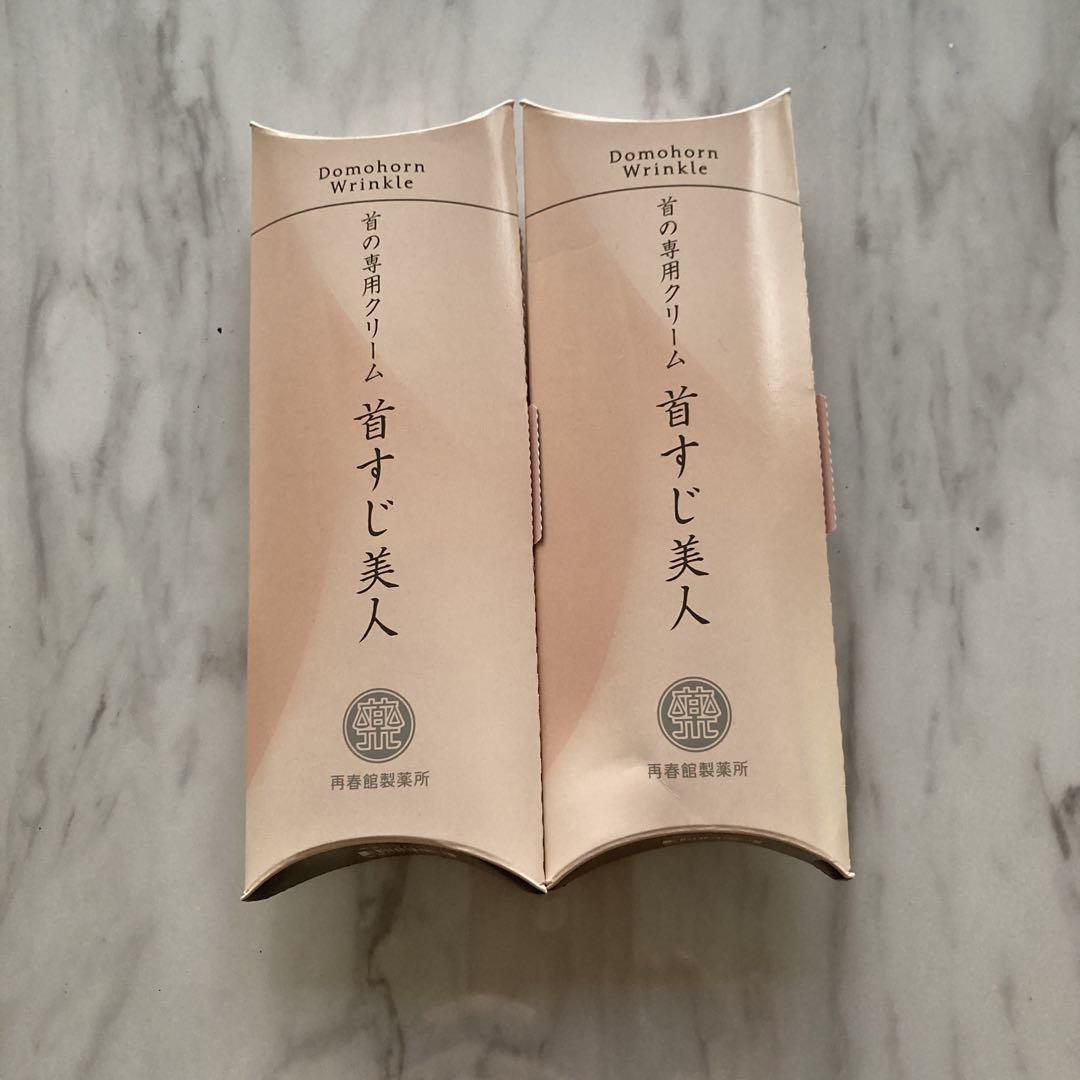 Domohorn
Wrinkle
首の専用クリーム 首すじ美人
薬
再春館製薬所
Domohorn
Wrinkle
首の専用クリーム 首すじ美人
薬
再春館製薬所